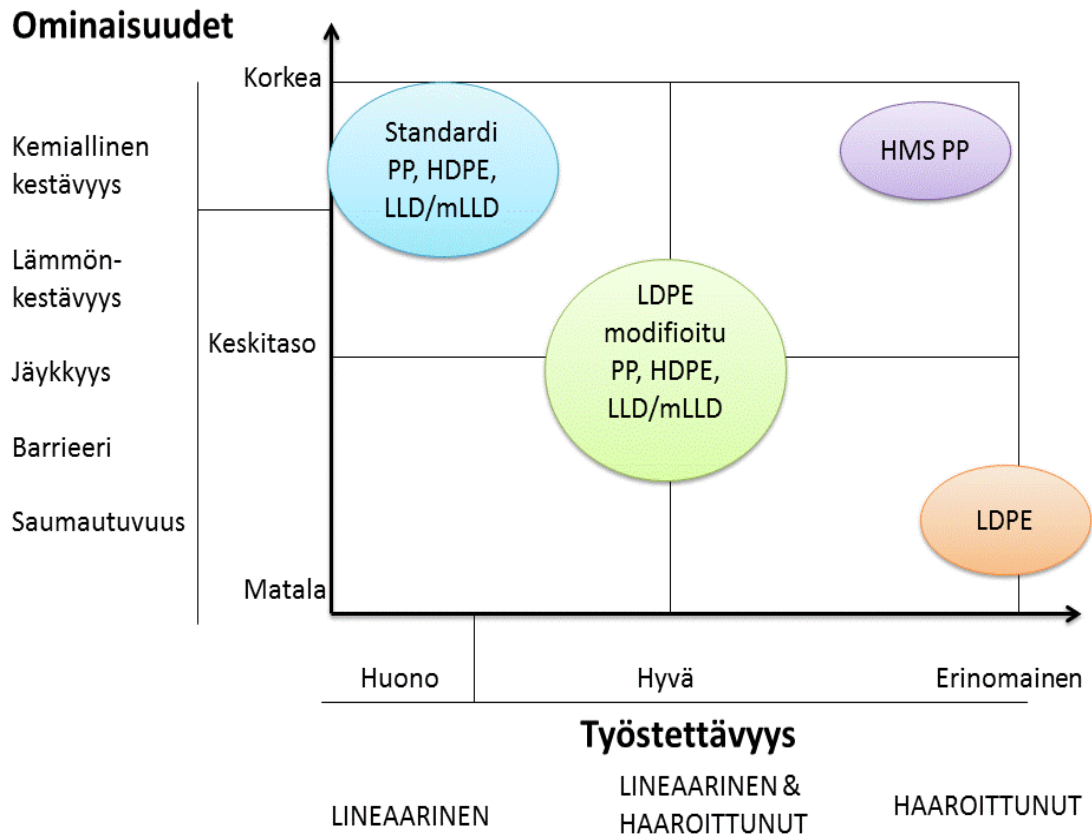 Ominaisuudet
Korkea
Kemiallinen
kestävyys
Lämmön-
kestävyys
Keskitaso
Jäykkyys
Barrieeri
Saumautuvuus
Matala
Standardi
PP, HDPE,
LLD/mLLD
HMS PP
LDPE
modifioitu
PP, HDPE,
LLD/mLLD
LDPE
Huono
Hyvä
Erinomainen
Työstettävyys
LINEAARINEN
LINEAARINEN &
HAAROITTUNUT
HAAROITTUNUT